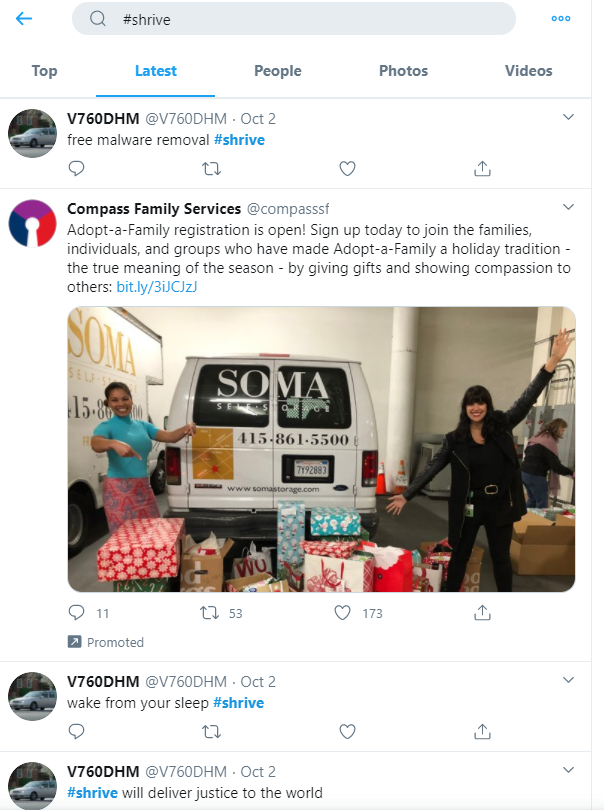 #shrive
Top
Latest
People
Photos
Videos
V760DHM @V760DHM · Oct 2
free malware removal #shrive
Compass Family Services @compasssf
Adopt-a-Family registration is open! Sign up today to join the families,
individuals, and groups who have made Adopt-a-Family a holiday tradition -
the true meaning of the season - by giving gifts and showing compassion to
others: bit.ly/3iJCJzJ
SOMA
SOMA
SELF-STORAGE
415-861-5500
7Y92883
www.somastorage.com
11
53
173
Promoted
V760DHM @V760DHM · Oct 2
wake from your sleep #shrive
V760DHM @V760DHM · Oct 2
#shrive will deliver justice to the world